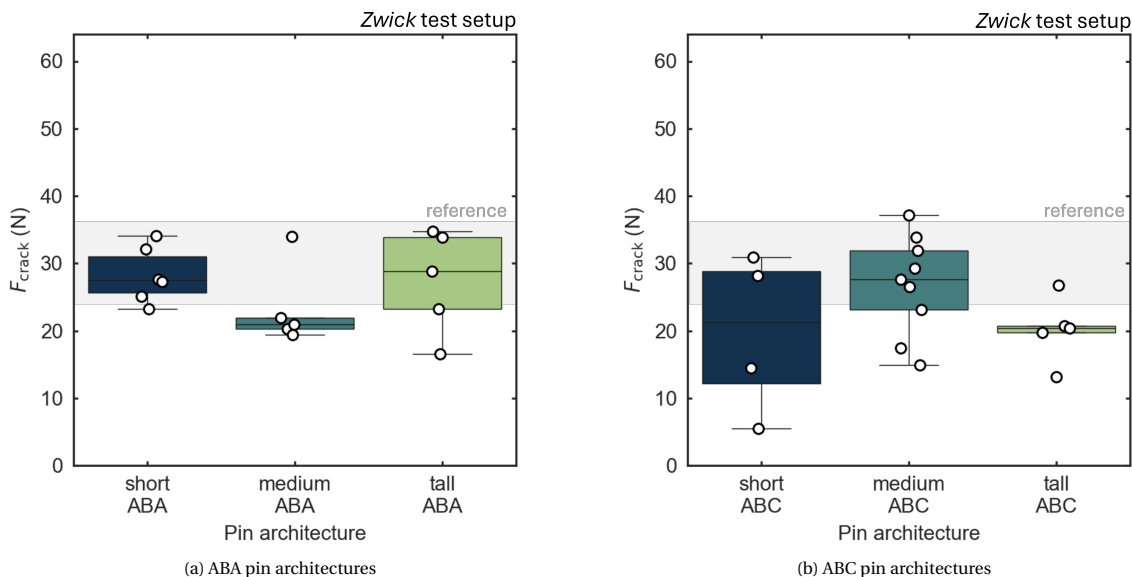 Zwick test setup
60
50
40
30
20
10
0
F_crack (N)
reference
short
ABA
medium
ABA
tall
ABA
Pin architecture
(a) ABA pin architectures
Zwick test setup
60
50
40
30
20
10
0
F_crack (N)
reference
short
ABC
medium
ABC
tall
ABC
Pin architecture
(b) ABC pin architectures